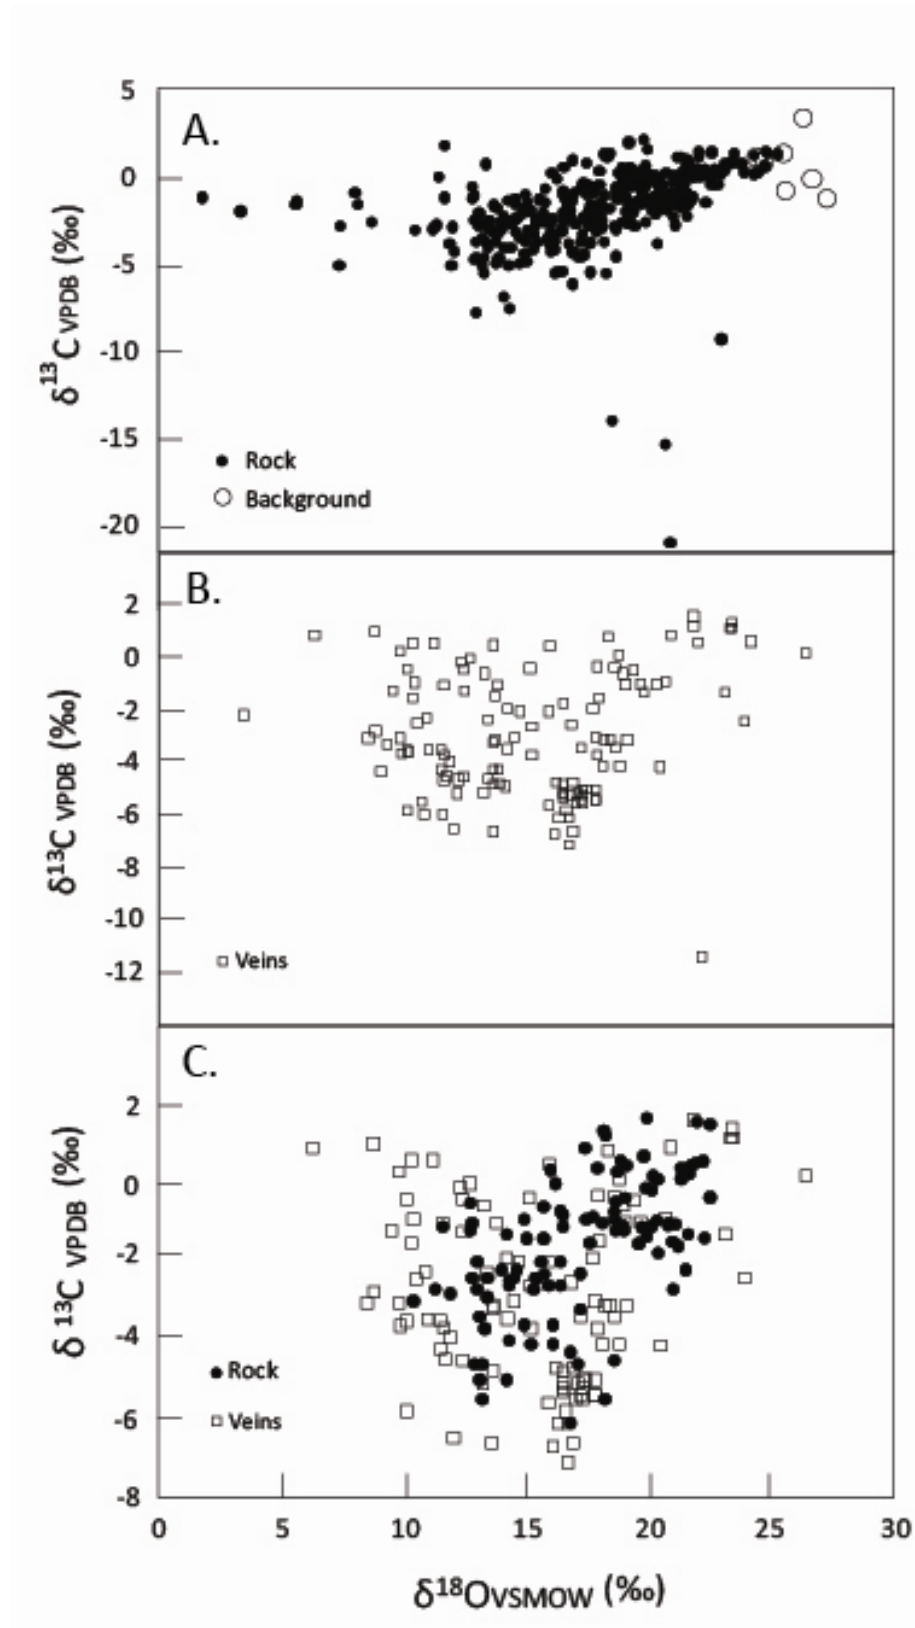 A.
5
0
-5
-10
-15
-20
δ¹³C VPDB (‰)
Rock
Background
B.
2
0
-2
-4
-6
-8
-10
-12
δ¹³C VPDB (‰)
Veins
C.
2
0
-2
-4
-6
-8
δ ¹³C VPDB (‰)
Rock
Veins
0 5 10 15 20 25 30
δ¹⁸OVSMOW (‰)